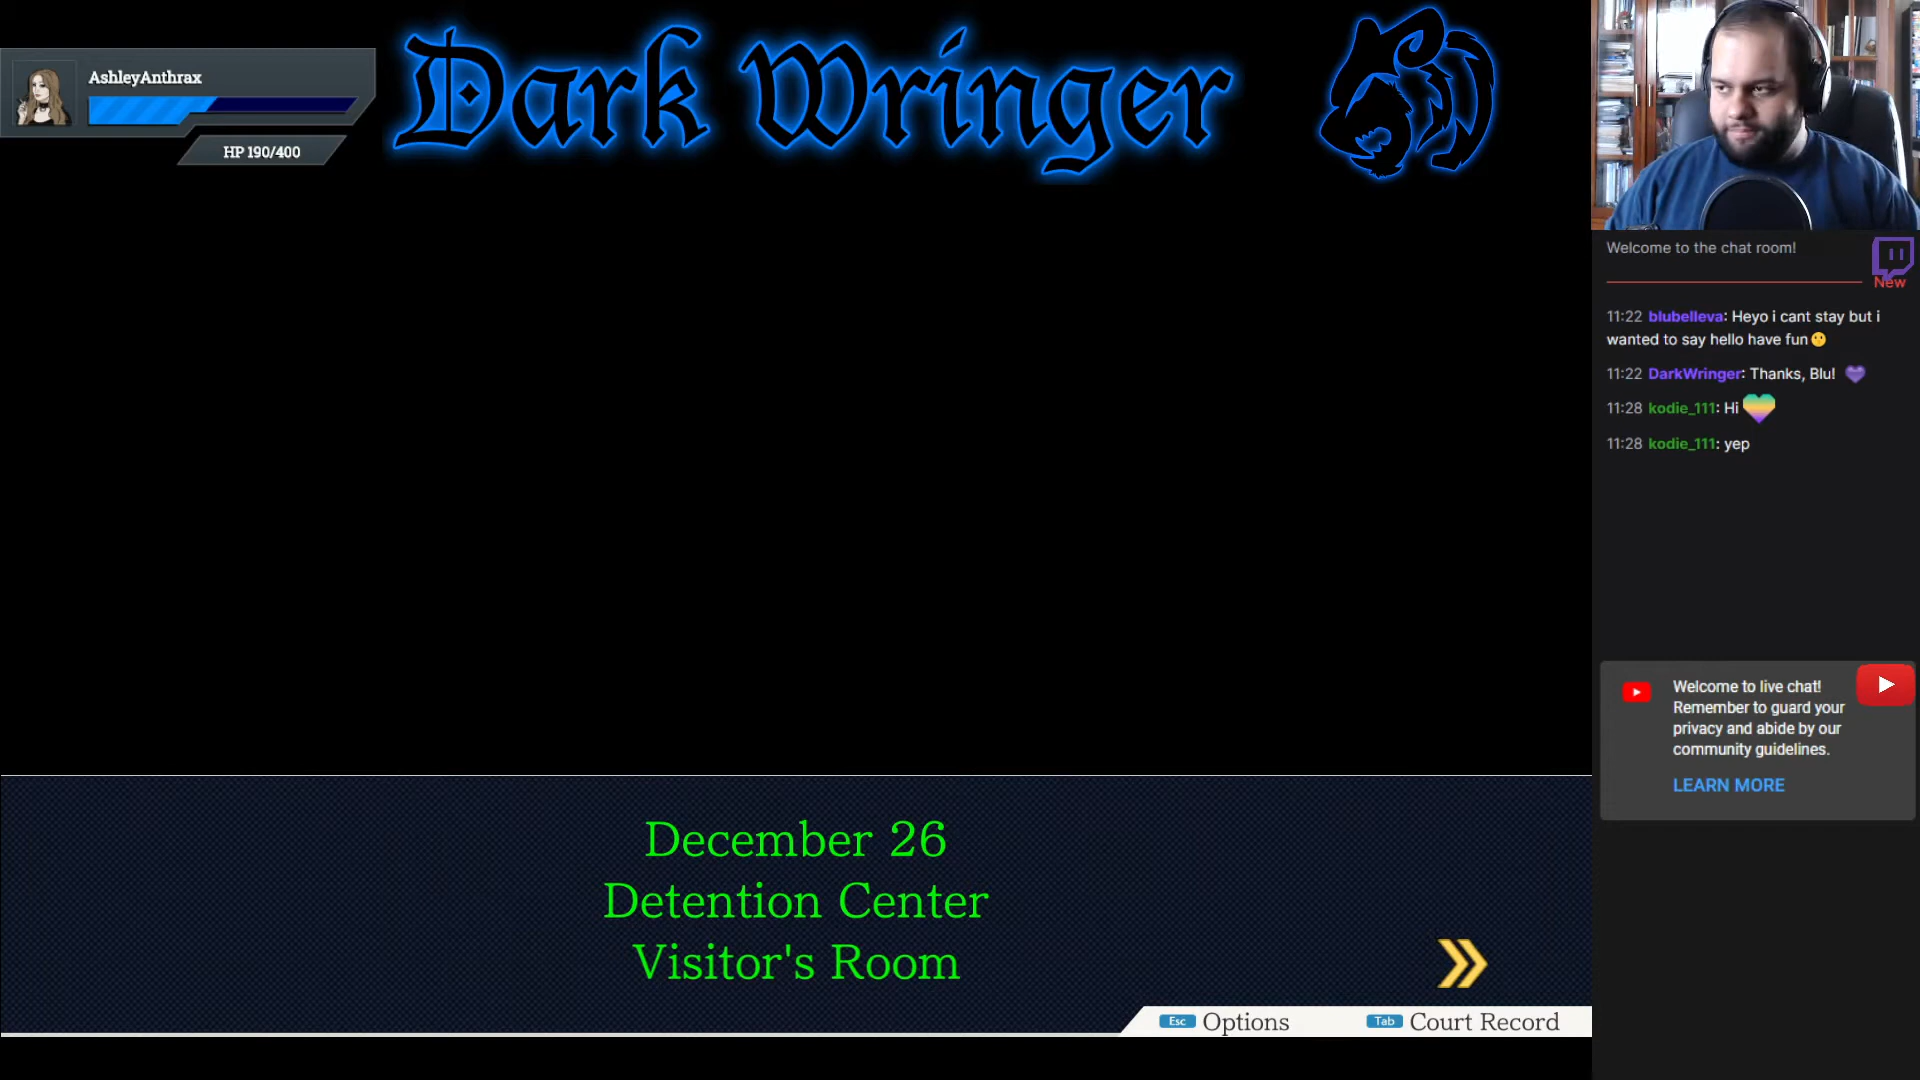 AshleyAnthrax
HP 190/400
Dark Wringer
Welcome to the chat room!
New
11:22 blubelleva: Heyo i cant stay but i
wanted to say hello have fun
11:22 DarkWringer: Thanks, Blu!
11:28 kodie_111: Hi
11:28 kodie_111: yep
Welcome to live chat!
Remember to guard your
privacy and abide by our
community guidelines.
LEARN MORE
December 26
Detention Center
Visitor's Room
Esc Options
Tab Court Record